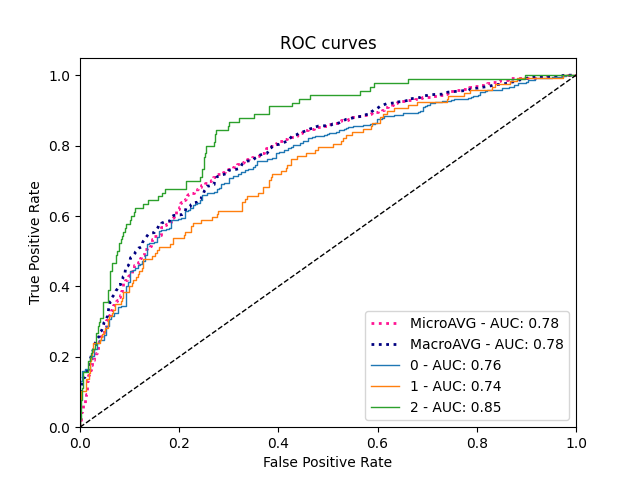 ROC curves
True Positive Rate
1.0
0.8
0.6
0.4
0.2
0.0
MicroAVG - AUC: 0.78
MacroAVG - AUC: 0.78
0 - AUC: 0.76
1 - AUC: 0.74
2 - AUC: 0.85
0.0 0.2 0.4 0.6 0.8 1.0
False Positive Rate